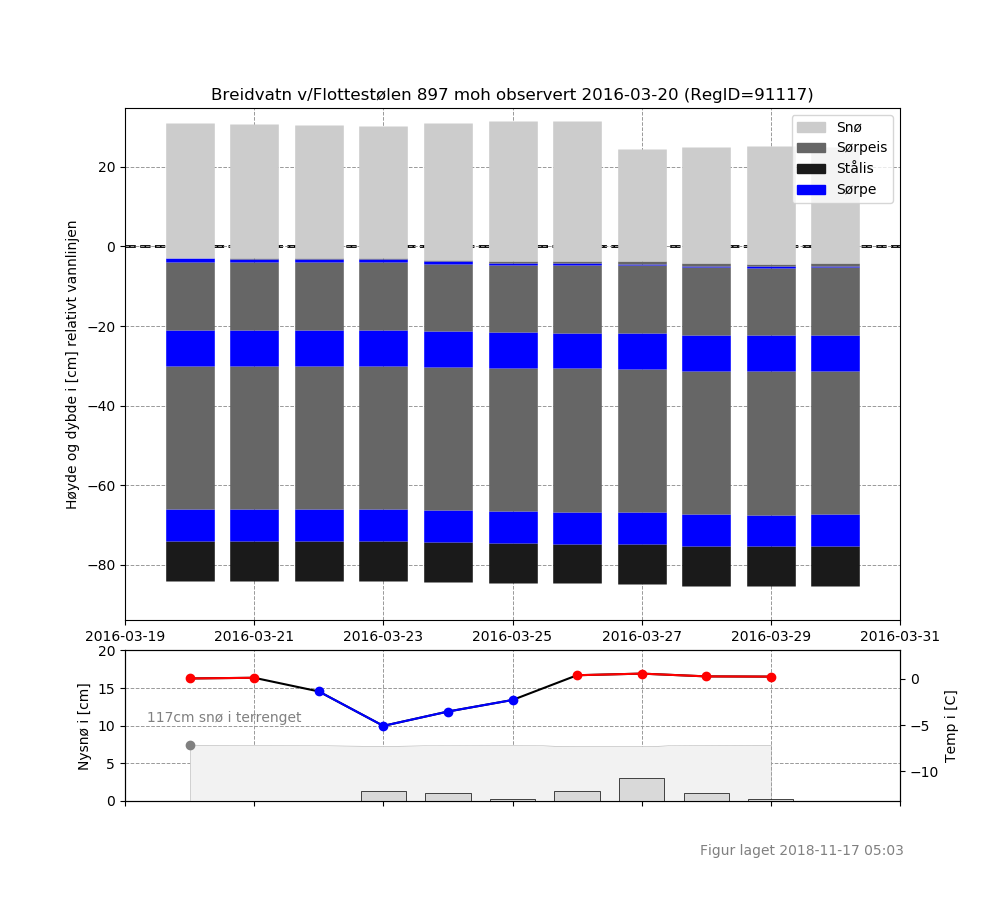 Breidvatn v/Flottestølen 897 moh observert 2016-03-20 (RegID=91117)
Høyde og dybde i [cm] relativt vannlinjen
20
0
−20
−40
−60
−80
Snø
Sørpeis
Stålis
Sørpe
2016-03-19
2016-03-21
2016-03-23
2016-03-25
2016-03-27
2016-03-29
2016-03-31
Nysnø i [cm]
20
15
10
5
0
117cm snø i terrenget
0
−5
−10
Temp i [C]
Figur laget 2018-11-17 05:03